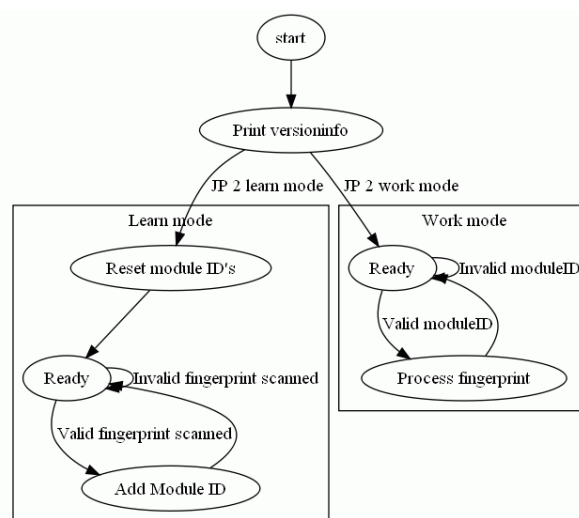 start
Print versioninfo
JP 2 learn mode
JP 2 work mode
Learn mode
Work mode
Reset module ID's
Ready
Invalid moduleID
Valid moduleID
Ready
Invalid fingerprint scanned
Process fingerprint
Valid fingerprint scanned
Add Module ID